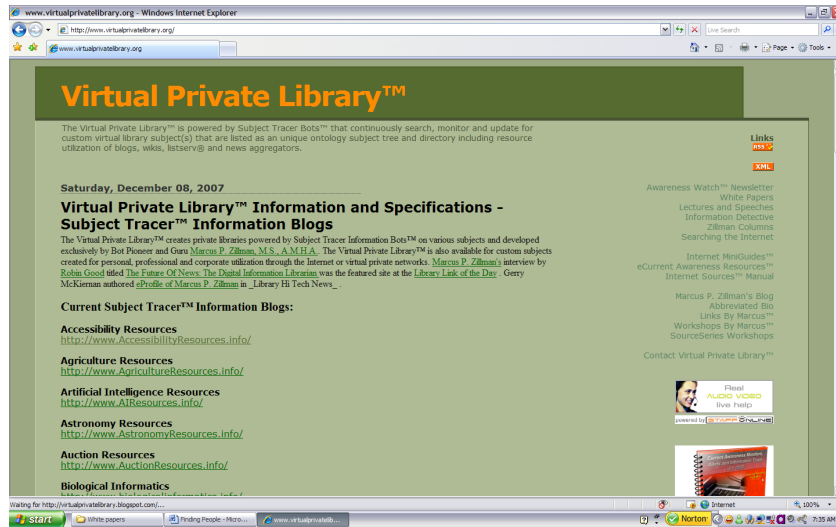 www.virtualprivatelibrary.org - Windows Internet Explorer
http://www.virtualprivatelibrary.org/
Live Search
www.virtualprivatelibrary.org
Page
Tools
Virtual Private Library™
The Virtual Private Library™ is powered by Subject Tracer Bots™ that continuously search, monitor and update for
custom virtual library subject(s) that are listed as an unique ontology subject tree and directory including resource
utilization of blogs, wikis, listserv® and news aggregators.
Links
RSS
XML
Saturday, December 08, 2007
Virtual Private Library™ Information and Specifications -
Subject Tracer™ Information Blogs
The Virtual Private Library™ creates private libraries powered by Subject Tracer Information Bots™ on various subjects and developed
exclusively by Bot Pioneer and Guru Marcus P. Zillman, M.S., A.M.H.A.. The Virtual Private Library™ is also available for custom subjects
created for personal, professional and corporate utilization through the Internet or virtual private networks. Marcus P. Zillman's interview by
Robin Good titled The Future Of News: The Digital Information Librarian was the featured site at the Library Link of the Day . Gerry
McKiernan authored eProfile of Marcus P. Zillman in _Library Hi Tech News_ .
Current Subject Tracer™ Information Blogs:
Accessibility Resources
http://www.AccessibilityResources.info/
Agriculture Resources
http://www.AgricultureResources.info/
Artificial Intelligence Resources
http://www.AIResources.info/
Astronomy Resources
http://www.AstronomyResources.info/
Auction Resources
http://www.AuctionResources.info/
Biological Informatics
http://www.biologicalinformatics.info/
Awareness Watch™ Newsletter
White Papers
Lectures and Speeches
Information Detective
Zillman Columns
Searching the Internet
Internet MiniGuides™
eCurrent Awareness Resources™
Internet Sources™ Manual
Marcus P. Zillman's Blog
Abbreviated Bio
Links By Marcus™
Workshops By Marcus™
SourceSeries Workshops
Contact Virtual Private Library™
Real
AUDIO VIDEO
live help
powered by STAFF ONLINE
Waiting for http://virtualprivatelibrary.blogspot.com/...
Internet
100%
start
White papers
Finding People - Micro...
www.virtualprivatelib...
Norton
7:35 AM